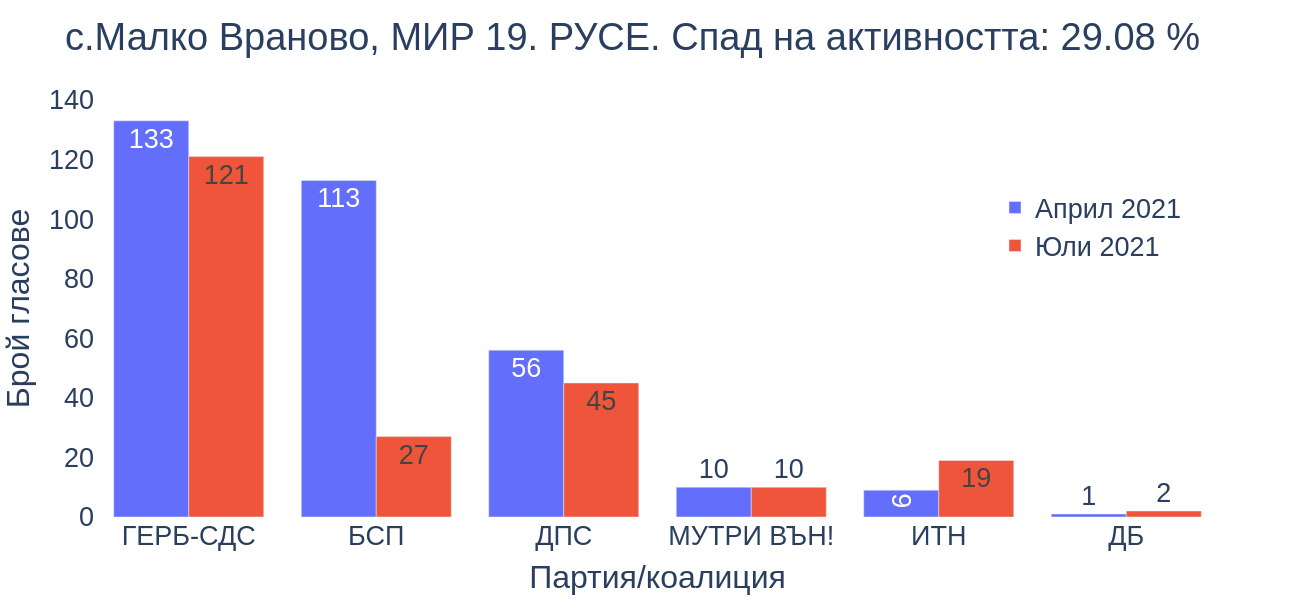 с.Малко Враново, МИР 19. РУСЕ. Спад на активността: 29.08 %
Брой гласове
140
120
100
80
60
40
20
0
133
121
113
27
56
45
10
10
9
19
1
2
Април 2021
Юли 2021
ГЕРБ-СДС
БСП
ДПС
МУТРИ ВЪН!
ИТН
ДБ
Партия/коалиция